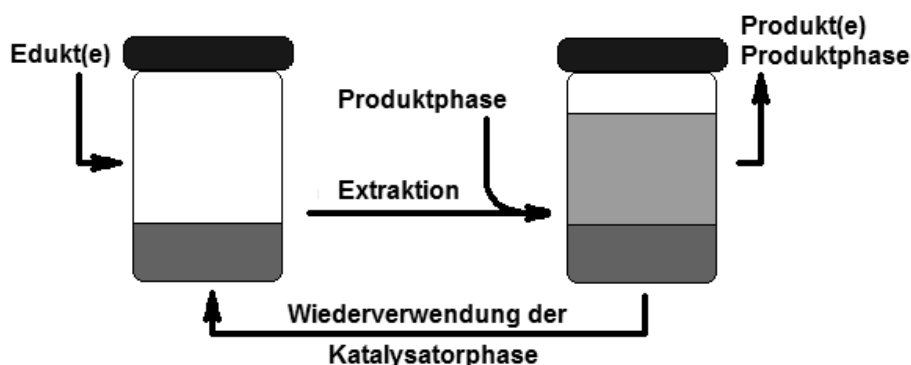 Edukt(e)
Produktphase
Extraktion
Produkt(e)
Produktphase
Wiederverwendung der
Katalysatorphase